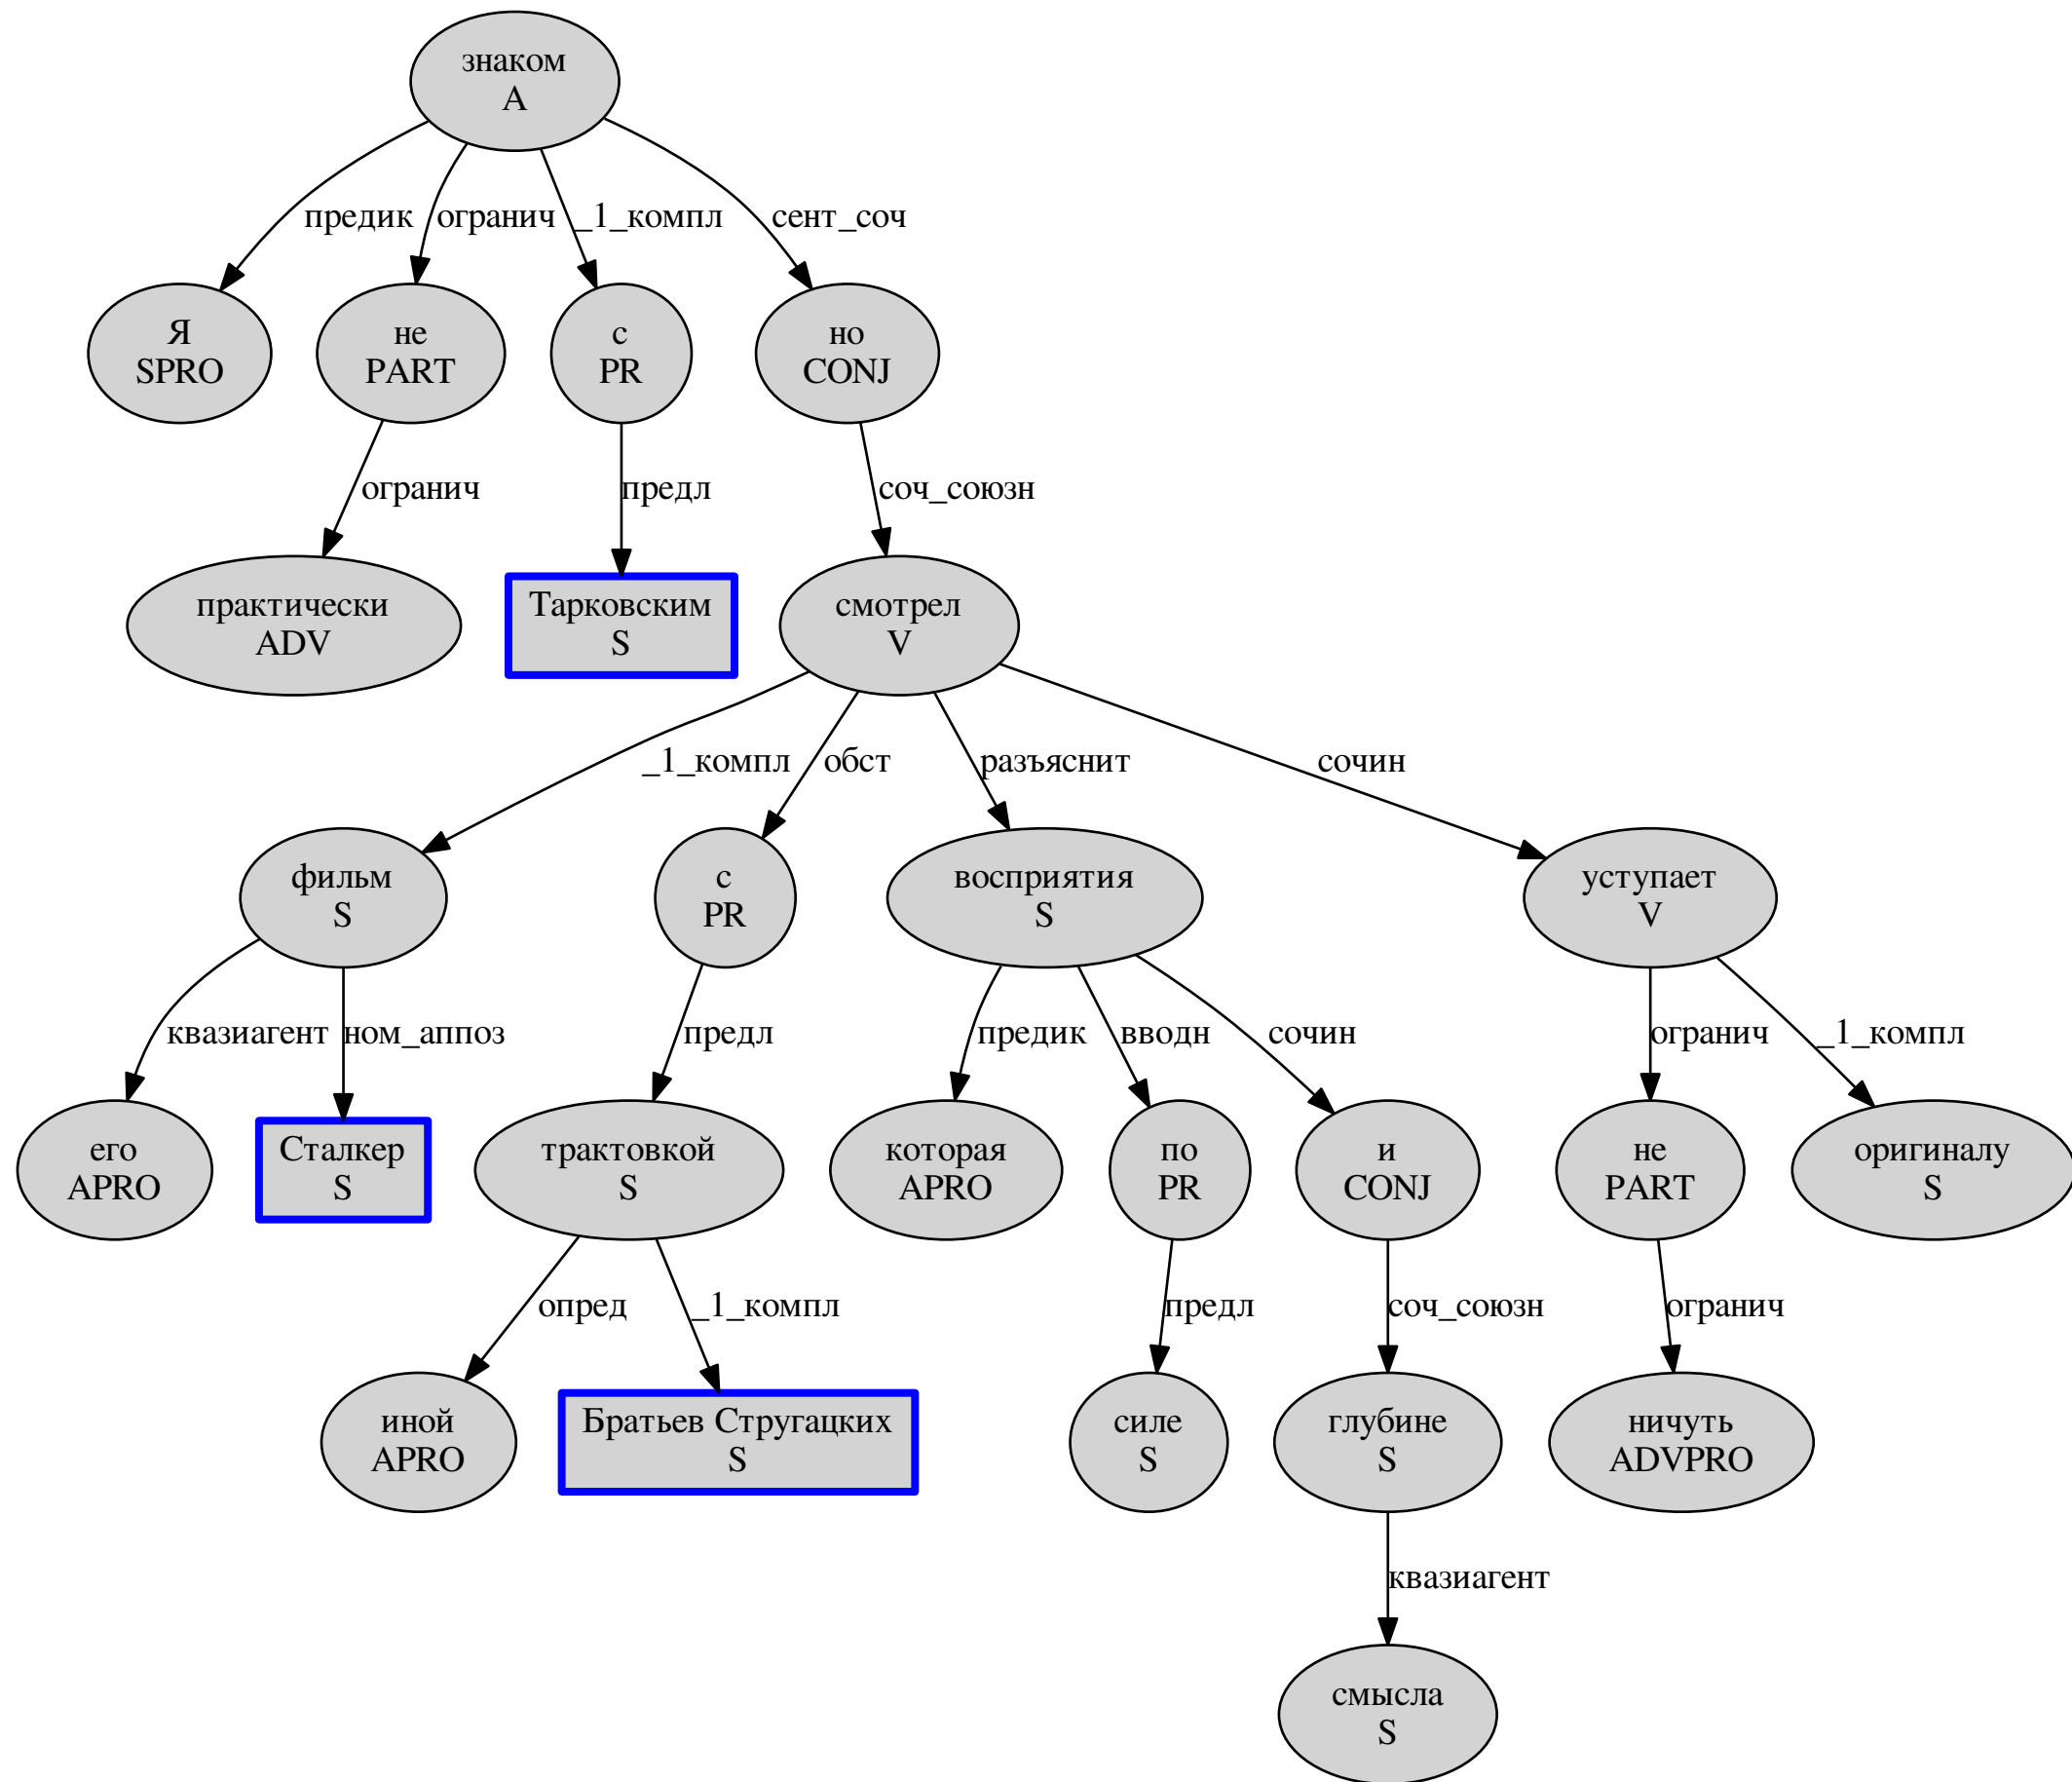 знаком
A
предик
огранич
_1_компл
сент_соч
Я
SPRO
не
PART
с
PR
но
CONJ
огранич
предл
соч_союзн
практически
ADV
Тарковским
S
смотрел
V
_1_компл
обст
разъяснит
сочин
фильм
S
с
PR
восприятия
S
уступает
V
квазиагент
ном_аппоз
предл
предик
вводн
сочин
огранич
_1_компл
его
APRO
Сталкер
S
трактовкой
S
которая
APRO
по
PR
и
CONJ
не
PART
оригиналу
S
опред
_1_компл
предл
соч_союзн
огранич
иной
APRO
Братьев Стругацких
S
силе
S
глубине
S
ничуть
ADVPRO
квазиагент
смысла
S